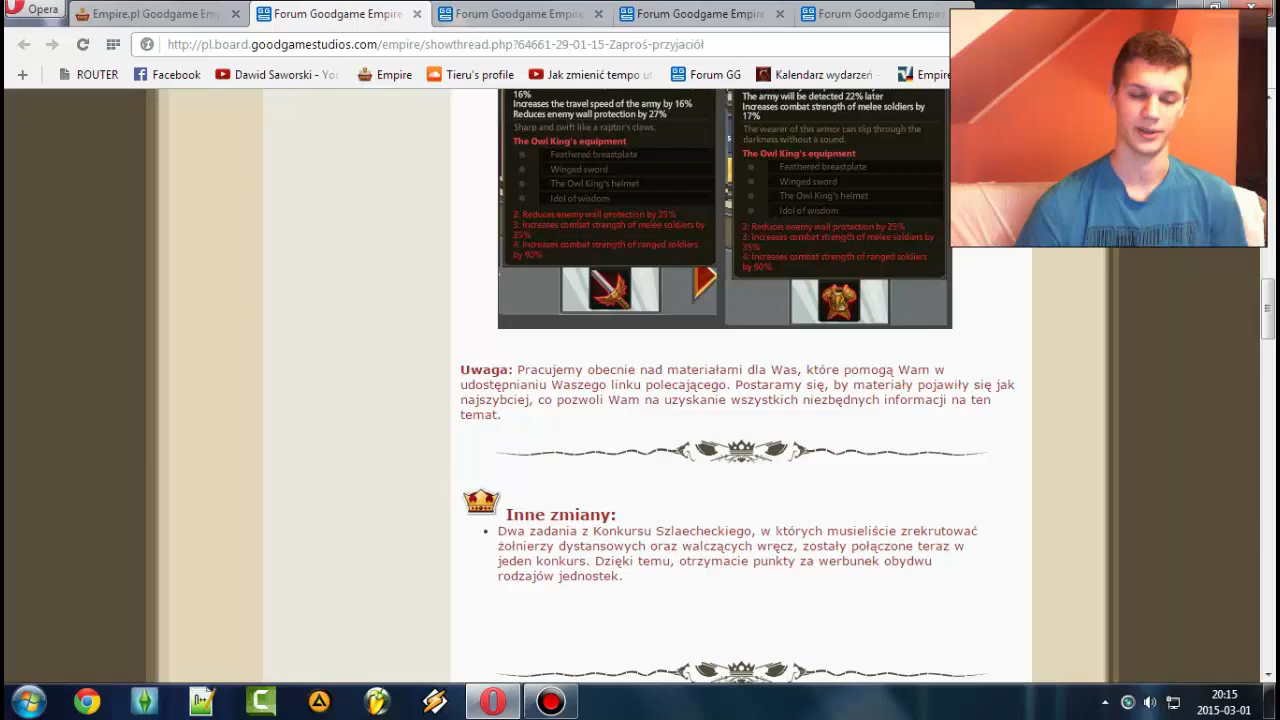 Opera
Empire.pl Goodgame Em
Forum Goodgame Empire
Forum Goodgame Empire
Forum Goodgame Empire
Forum Goodgame Empire
http://pl.board.goodgamestudios.com/empire/showthread.php?64661-29-01-15-Zaproś-przyjaciół
ROUTER
Facebook
Dawid Saworski - You
Empire
Tieru's profile
Jak zmienić tempo ut
Forum GG
Kalendarz wydarzeń -
Empire
16%
Increases the travel speed of the army by 16%
Reduces enemy wall protection by 27%
Sharp and swift like a raptor's claws.
The Owl King's equipment
Feathered breastplate
Winged sword
The Owl King's helmet
Idol of wisdom
2: Reduces enemy wall protection by 25%
3: Increases combat strength of melee soldiers by
35%
4: Increases combat strength of ranged soldiers
by 90%
The army will be detected 22% later
Increases combat strength of melee soldiers by
17%
The wearer of this armor can slip through the
darkness without a sound.
The Owl King's equipment
Feathered breastplate
Winged sword
The Owl King's helmet
Idol of wisdom
2: Reduces enemy wall protection by 25%
3: Increases combat strength of melee soldiers by
35%
4: Increases combat strength of ranged soldiers
by 90%
Uwaga: Pracujemy obecnie nad materiałami dla Was, które pomogą Wam w
udostępnianiu Waszego linku polecającego. Postaramy się, by materiały pojawiły się jak
najszybciej, co pozwoli Wam na uzyskanie wszystkich niezbędnych informacji na ten
temat.
Inne zmiany:
Dwa zadania z Konkursu Szlaecheckiego, w których musieliście zrekrutować
żołnierzy dystansowych oraz walczących wręcz, zostały połączone teraz w
jeden konkurs. Dzięki temu, otrzymacie punkty za werbunek obydwu
rodzajów jednostek.
20:15
2015-03-01